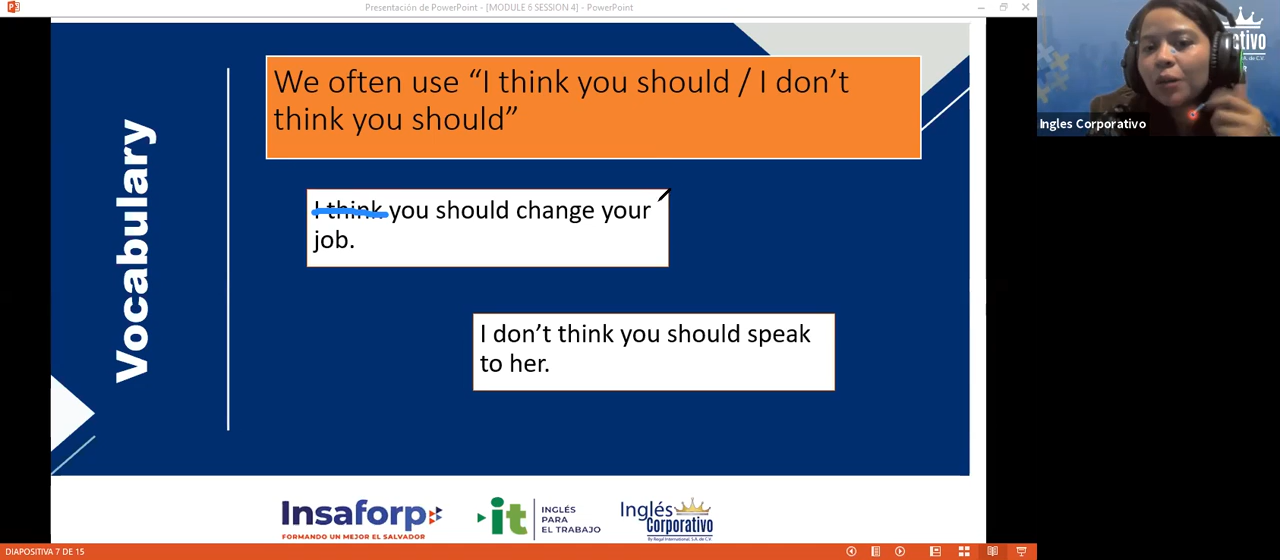 Presentación de PowerPoint - [MODULE 6 SESSION 4] - PowerPoint
We often use “I think you should / I don’t
think you should”
Vocabulary
I think you should change your
job.
I don’t think you should speak
to her.
Ingles Corporativo
Insaforp
FORMANDO UN MEJOR EL SALVADOR
it
INGLÉS
PARA
EL TRABAJO
Inglés
Corporativo
DIAPOSITIVA 7 DE 15